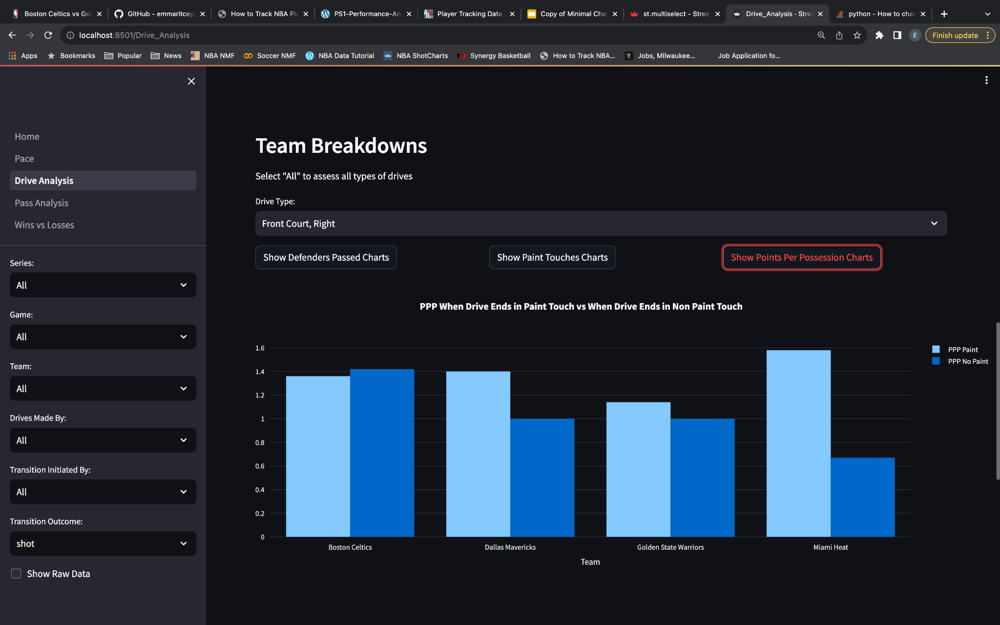 Boston Celtics vs Gol
GitHub - emmaritcey/
How to Track NBA Pla
PS1-Performance-An
Player Tracking Data
Copy of Minimal Cha
st.multiselect - Strea
Drive_Analysis · Strea
python - How to chan
localhost:8501/Drive_Analysis
E
Finish update
Apps
Bookmarks
Popular
News
NBA NMF
Soccer NMF
NBA Data Tutorial
tds
NBA ShotCharts
Synergy Basketball
How to Track NBA...
Jobs, Milwaukee...
Job Application fo...
Home
Pace
Drive Analysis
Pass Analysis
Wins vs Losses
Series:
All
Game:
All
Team:
All
Drives Made By:
All
Transition Initiated By:
All
Transition Outcome:
shot
Show Raw Data
Team Breakdowns
Select "All" to assess all types of drives
Drive Type:
Front Court, Right
Show Defenders Passed Charts
Show Paint Touches Charts
Show Points Per Possession Charts
PPP When Drive Ends in Paint Touch vs When Drive Ends in Non Paint Touch
1.6
1.4
1.2
1
0.8
0.6
0.4
0.2
0
Boston Celtics
Dallas Mavericks
Golden State Warriors
Miami Heat
Team
PPP Paint
PPP No Paint